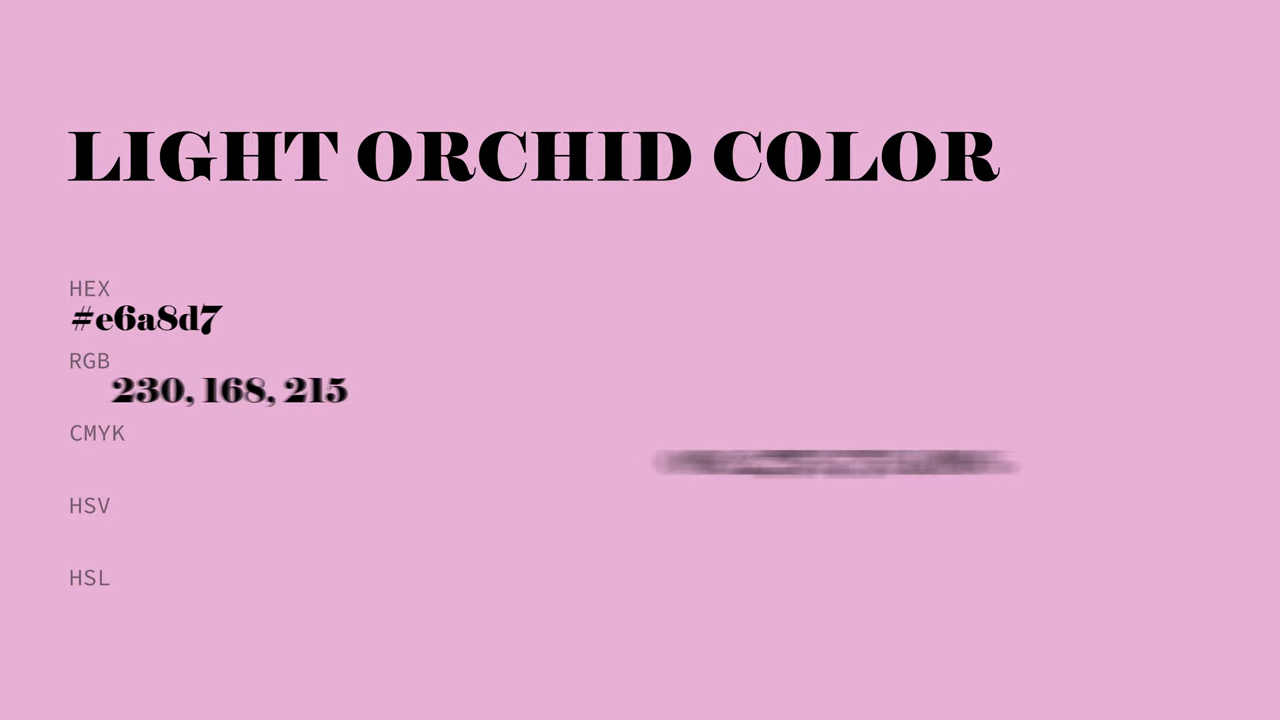 LIGHT ORCHID COLOR
HEX
#e6a8d7
RGB
230, 168, 215
CMYK
HSV
HSL